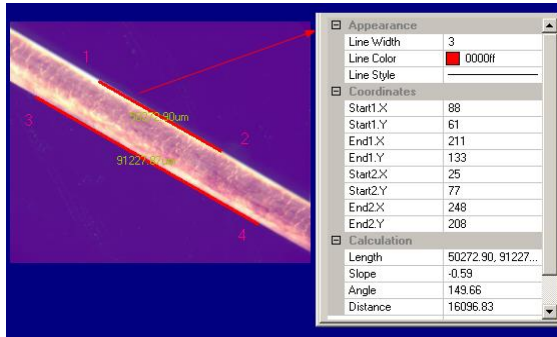 1
2
3
4
91227.67um
Appearance
Line Width 3
Line Color 0000ff
Line Style
Coordinates
Start1.X 88
Start1.Y 61
End1.X 211
End1.Y 133
Start2.X 25
Start2.Y 77
End2.X 248
End2.Y 208
Calculation
Length 50272.90, 91227...
Slope -0.59
Angle 149.66
Distance 16096.83